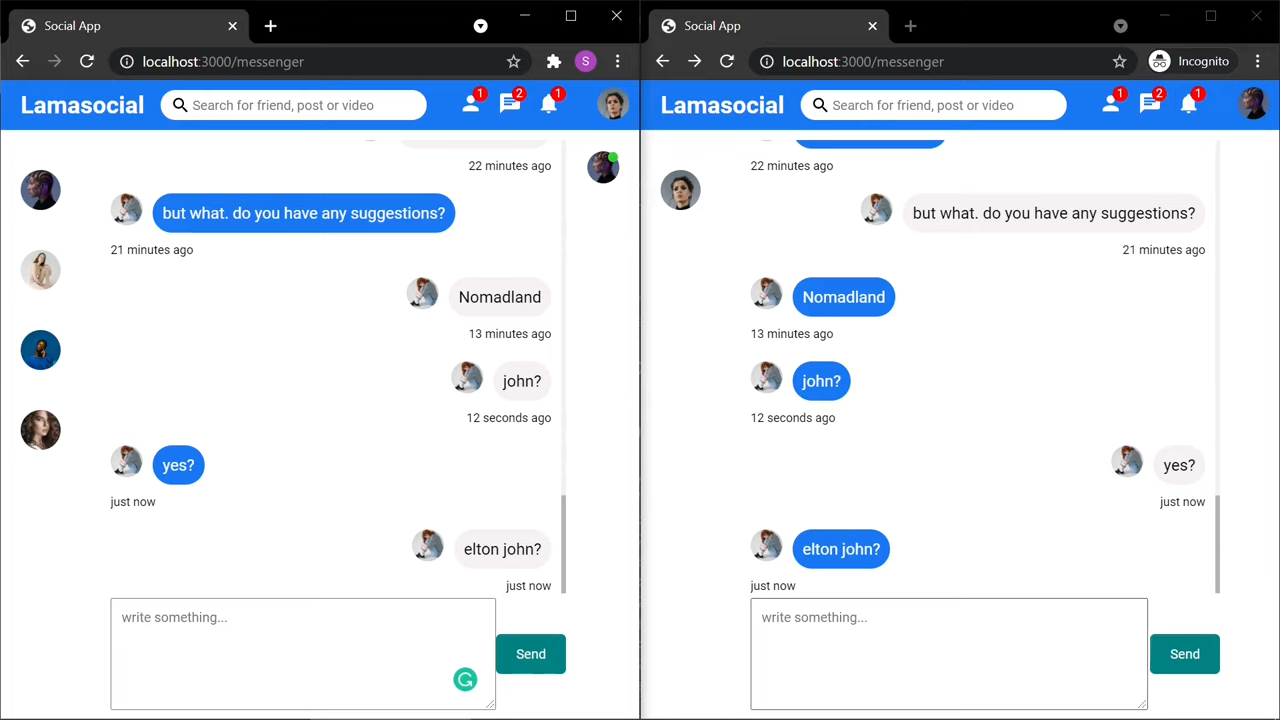 Social App
localhost:3000/messenger
S
Lamasocial
Search for friend, post or video
1
2
1
22 minutes ago
but what. do you have any suggestions?
21 minutes ago
Nomadland
13 minutes ago
john?
12 seconds ago
yes?
just now
elton john?
just now
write something...
Send
Social App
localhost:3000/messenger
Incognito
Lamasocial
Search for friend, post or video
1
2
1
22 minutes ago
but what. do you have any suggestions?
21 minutes ago
Nomadland
13 minutes ago
john?
12 seconds ago
yes?
just now
elton john?
just now
write something...
Send